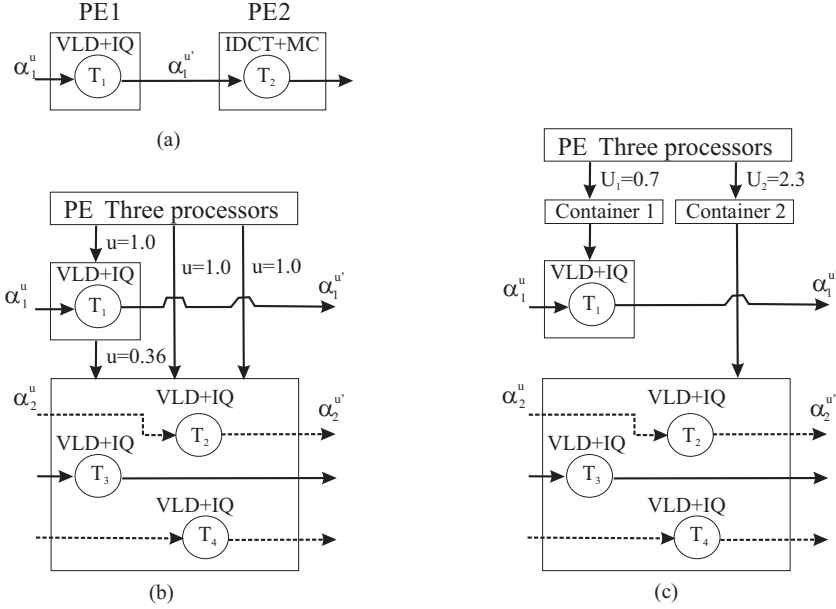 PE1
PE2
VLD+IQ
IDCT+MC
α₁ᵘ
T₁
α₁ᵘ'
T₂
(a)
PE Three processors
u=1.0
u=1.0
u=1.0
VLD+IQ
α₁ᵘ
T₁
α₁ᵘ'
u=0.36
α₂ᵘ
VLD+IQ
T₂
α₂ᵘ'
VLD+IQ
T₃
VLD+IQ
T₄
(b)
PE Three processors
U₁=0.7
U₂=2.3
Container 1
Container 2
VLD+IQ
α₁ᵘ
T₁
α₁ᵘ
α₂ᵘ
VLD+IQ
T₂
α₂ᵘ'
VLD+IQ
T₃
VLD+IQ
T₄
(c)